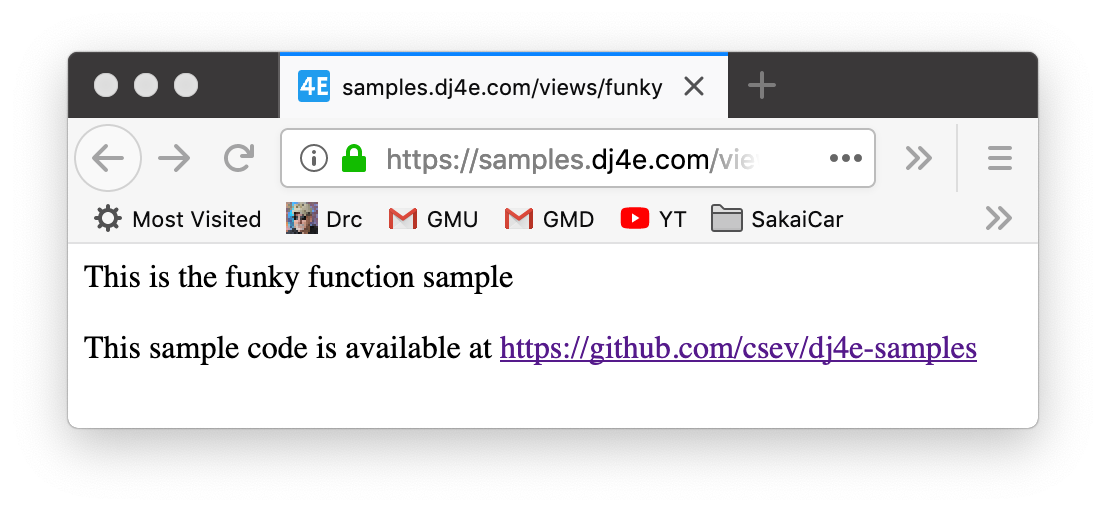 4E samples.dj4e.com/views/funky
https://samples.dj4e.com/vie
Most Visited Drc GMU GMD YT SakaiCar
This is the funky function sample
This sample code is available at https://github.com/csev/dj4e-samples